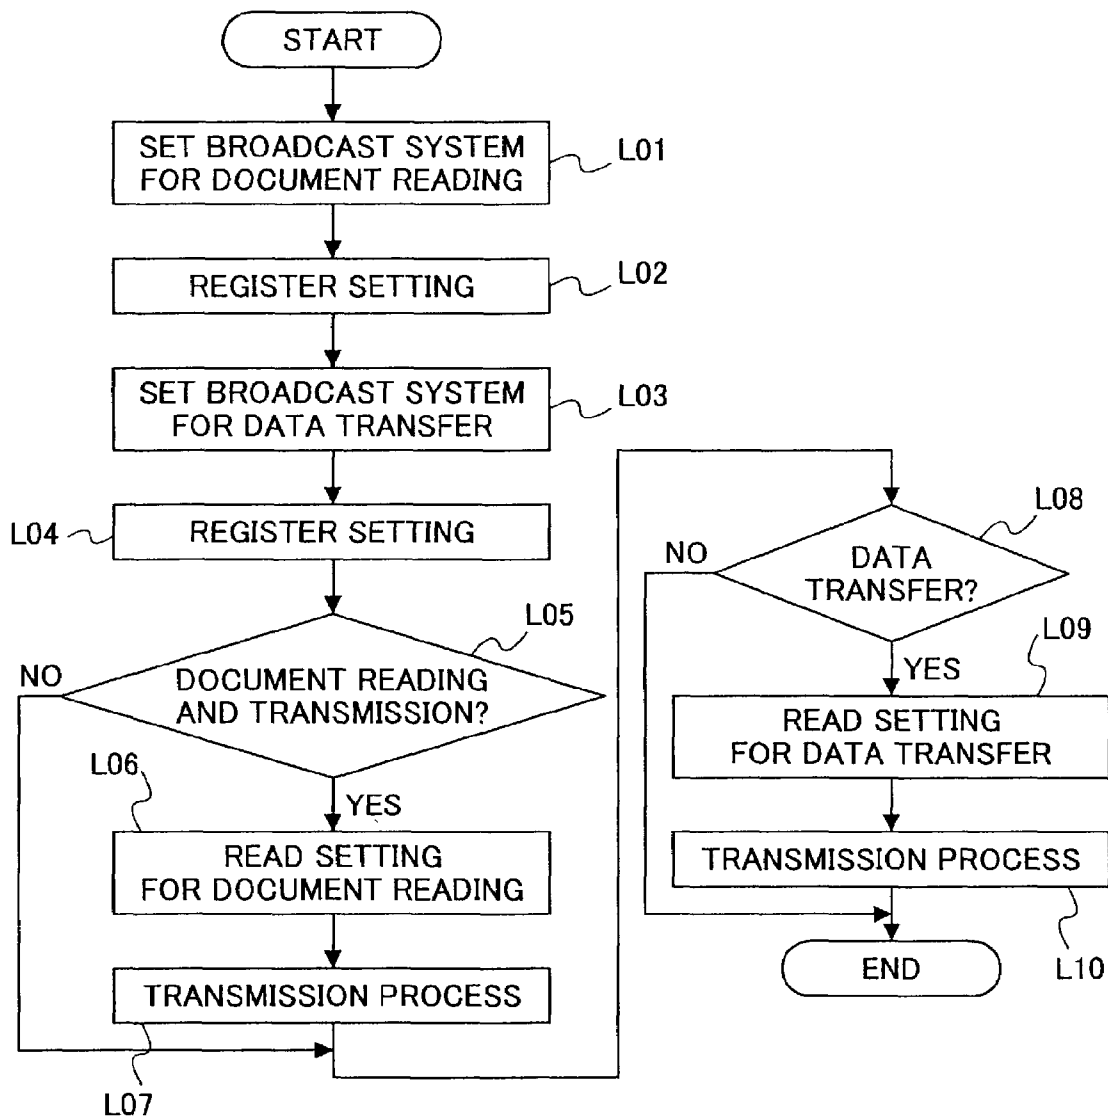 START
SET BROADCAST SYSTEM
FOR DOCUMENT READING
L01
REGISTER SETTING
L02
SET BROADCAST SYSTEM
FOR DATA TRANSFER
L03
REGISTER SETTING
L04
DOCUMENT READING
AND TRANSMISSION?
L05
NO
YES
L06
READ SETTING
FOR DOCUMENT READING
TRANSMISSION PROCESS
L07
DATA
TRANSFER?
L08
NO
YES
L09
READ SETTING
FOR DATA TRANSFER
TRANSMISSION PROCESS
L10
END